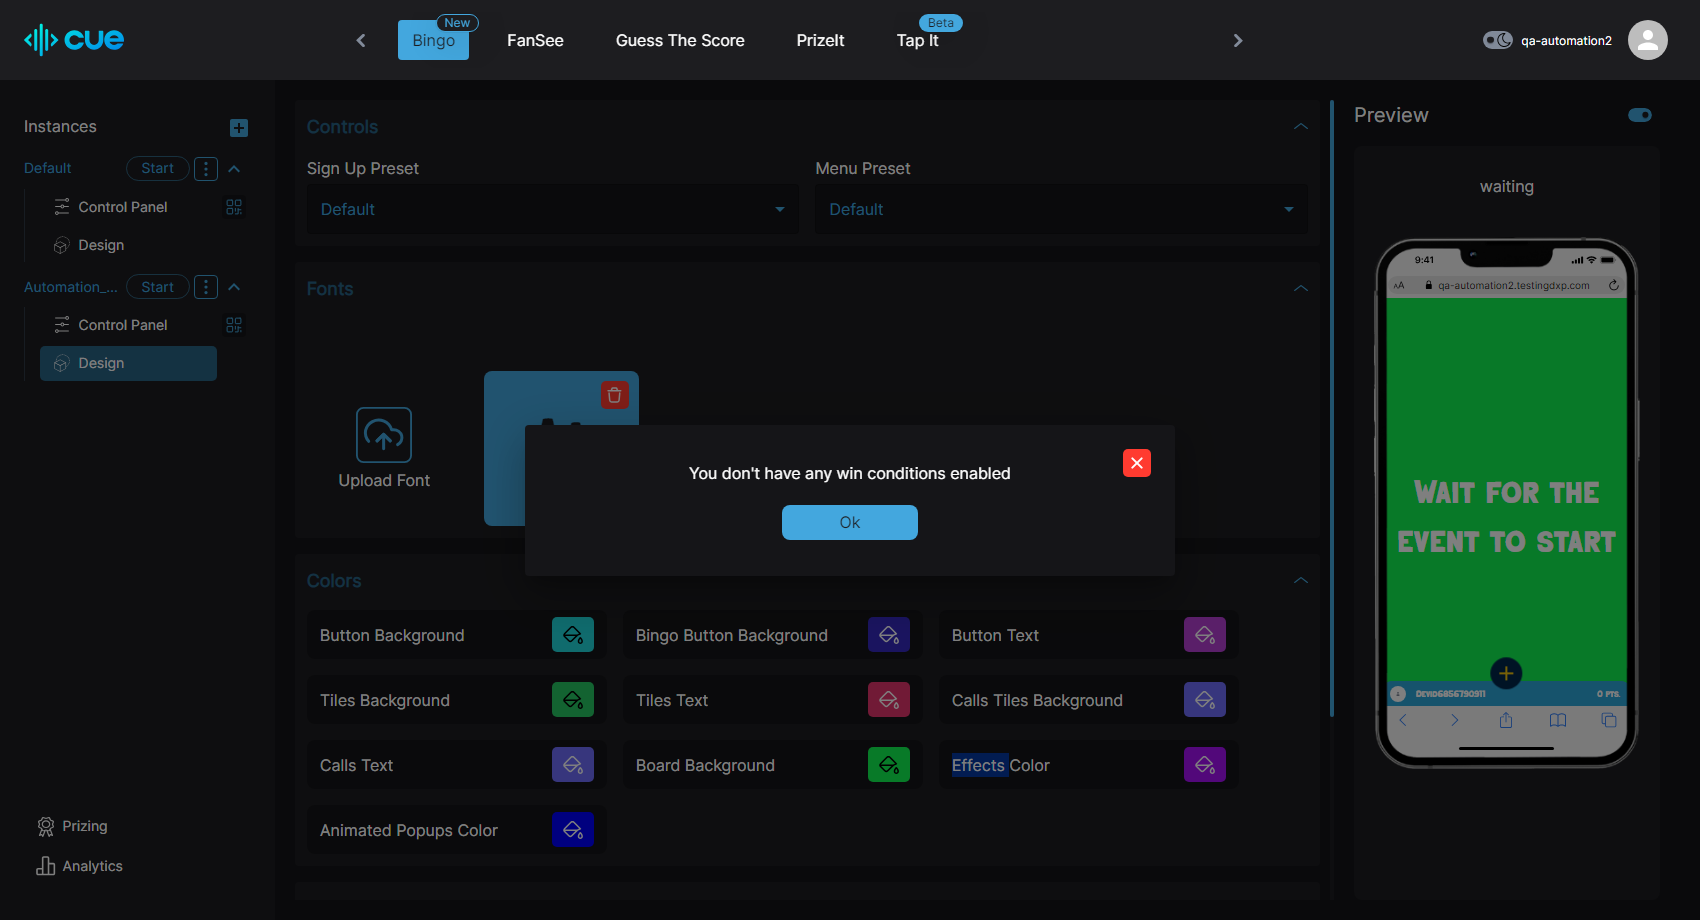 cue
New
Bingo
FanSee
Guess The Score
PrizeIt
Beta
Tap It
qa-automation2
Instances
Default
Start
Control Panel
Design
Automation_...
Start
Control Panel
Design
Prizing
Analytics
Controls
Sign Up Preset
Menu Preset
Default
Default
Fonts
Upload Font
You don't have any win conditions enabled
Ok
Colors
Button Background
Bingo Button Background
Button Text
Tiles Background
Tiles Text
Calls Tiles Background
Calls Text
Board Background
Effects Color
Animated Popups Color
Preview
waiting
9:41
AA
qa-automation2.testingdxp.com
Wait for the
event to start
0 pts.